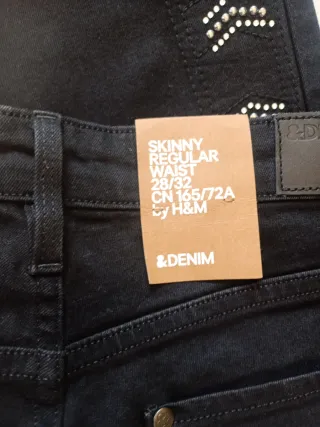 SKINNY
REGULAR
WAIST
28/32
CN 165/72A
by H&M
&DENIM
&D